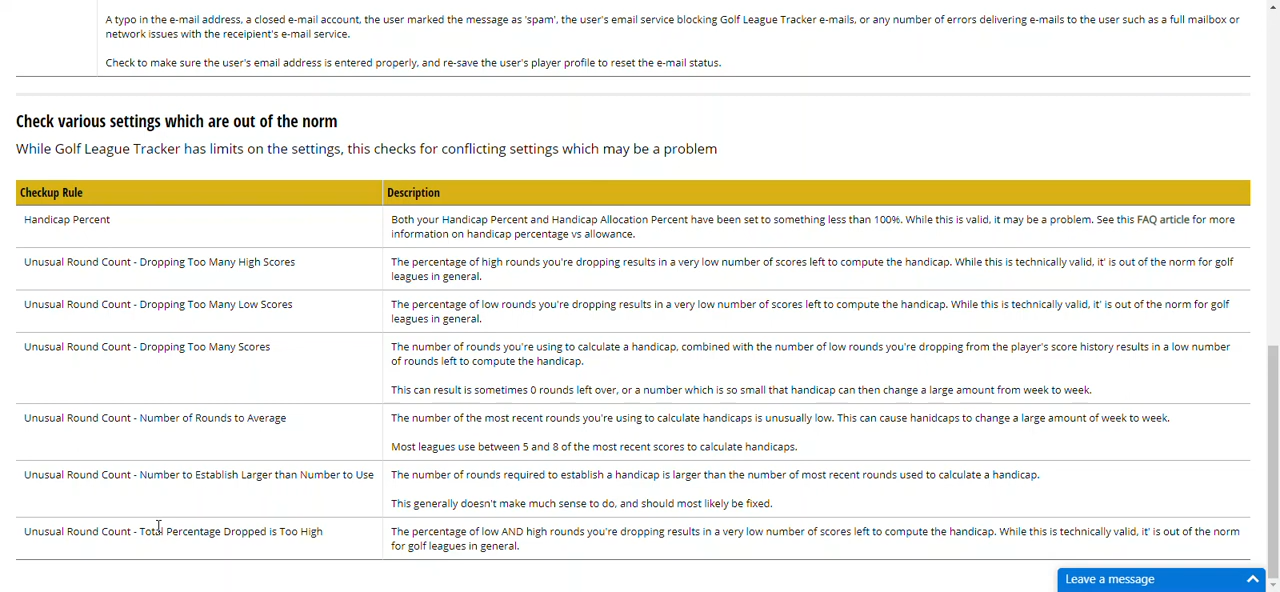 A typo in the e-mail address, a closed e-mail account, the user marked the message as 'spam', the user's email service blocking Golf League Tracker e-mails, or any number of errors delivering e-mails to the user such as a full mailbox or
network issues with the receipient's e-mail service.
Check to make sure the user's email address is entered properly, and re-save the user's player profile to reset the e-mail status.
Check various settings which are out of the norm
While Golf League Tracker has limits on the settings, this checks for conflicting settings which may be a problem
Checkup Rule Description
Handicap Percent
Both your Handicap Percent and Handicap Allocation Percent have been set to something less than 100%. While this is valid, it may be a problem. See this FAQ article for more
information on handicap percentage vs allowance.
Unusual Round Count - Dropping Too Many High Scores
The percentage of high rounds you're dropping results in a very low number of scores left to compute the handicap. While this is technically valid, it' is out of the norm for golf
leagues in general.
Unusual Round Count - Dropping Too Many Low Scores
The percentage of low rounds you're dropping results in a very low number of scores left to compute the handicap. While this is technically valid, it' is out of the norm for golf
leagues in general.
Unusual Round Count - Dropping Too Many Scores
The number of rounds you're using to calculate a handicap, combined with the number of low rounds you're dropping from the player's score history results in a low number
of rounds left to compute the handicap.
This can result is sometimes 0 rounds left over, or a number which is so small that handicap can then change a large amount from week to week.
Unusual Round Count - Number of Rounds to Average
The number of the most recent rounds you're using to calculate handicaps is unusually low. This can cause hanidcaps to change a large amount of week to week.
Most leagues use between 5 and 8 of the most recent scores to calculate handicaps.
Unusual Round Count - Number to Establish Larger than Number to Use
The number of rounds required to establish a handicap is larger than the number of most recent rounds used to calculate a handicap.
This generally doesn't make much sense to do, and should most likely be fixed.
Unusual Round Count - Total Percentage Dropped is Too High
The percentage of low AND high rounds you're dropping results in a very low number of scores left to compute the handicap. While this is technically valid, it' is out of the norm
for golf leagues in general.
Leave a message